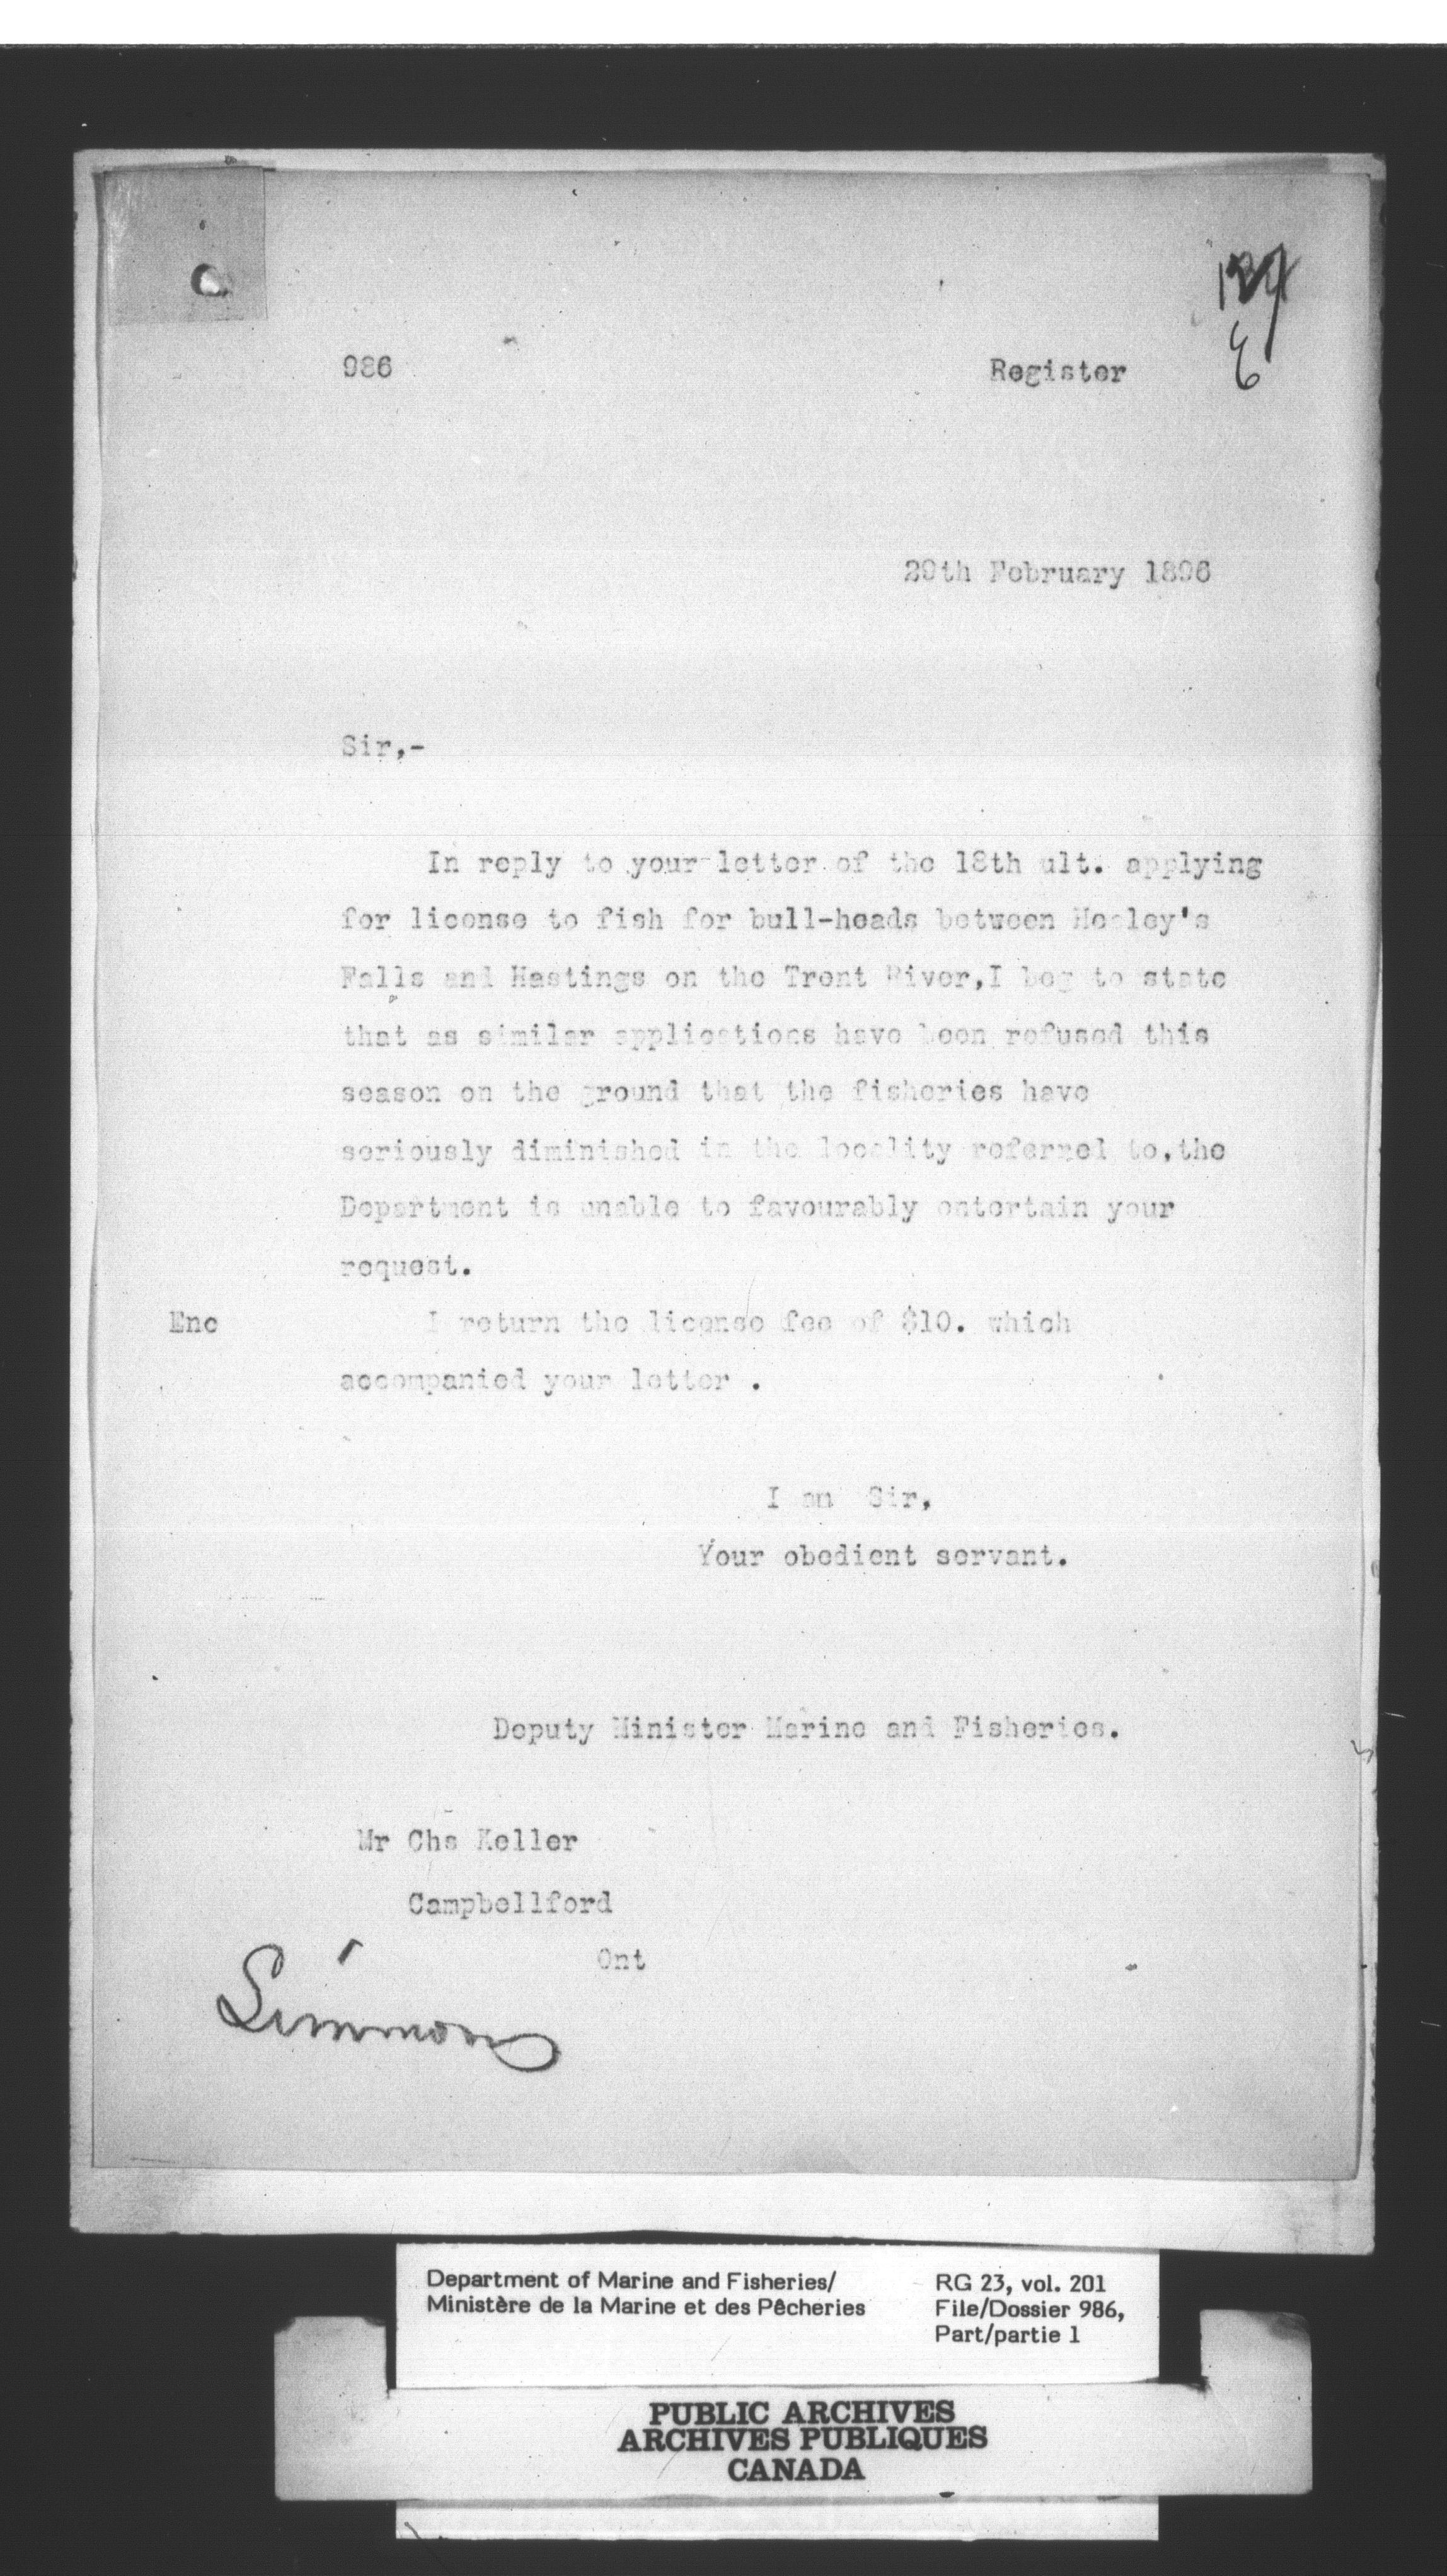 986
Register
29th February 1896
Sir,-
In reply to your letter of the 18th ult. applying
for license to fish for bull-heads between Healey's
Falls and Hastings on the Trent River, I beg to state
that as similar applications have been refused this
season on the ground that the fisheries have
seriously diminished in the locality referred to, the
Department is unable to favourably entertain your
request.
Enc I return the license fee of $10. which
accompanied your letter .
I am Sir,
Your obedient servant.
Deputy Minister Marine and Fisheries.
Mr Chs Keller
Campbellford
Ont
Simmons
Department of Marine and Fisheries/
Ministère de la Marine et des Pêcheries
RG 23, vol. 201
File/Dossier 986,
Part/partie 1
PUBLIC ARCHIVES
ARCHIVES PUBLIQUES
CANADA